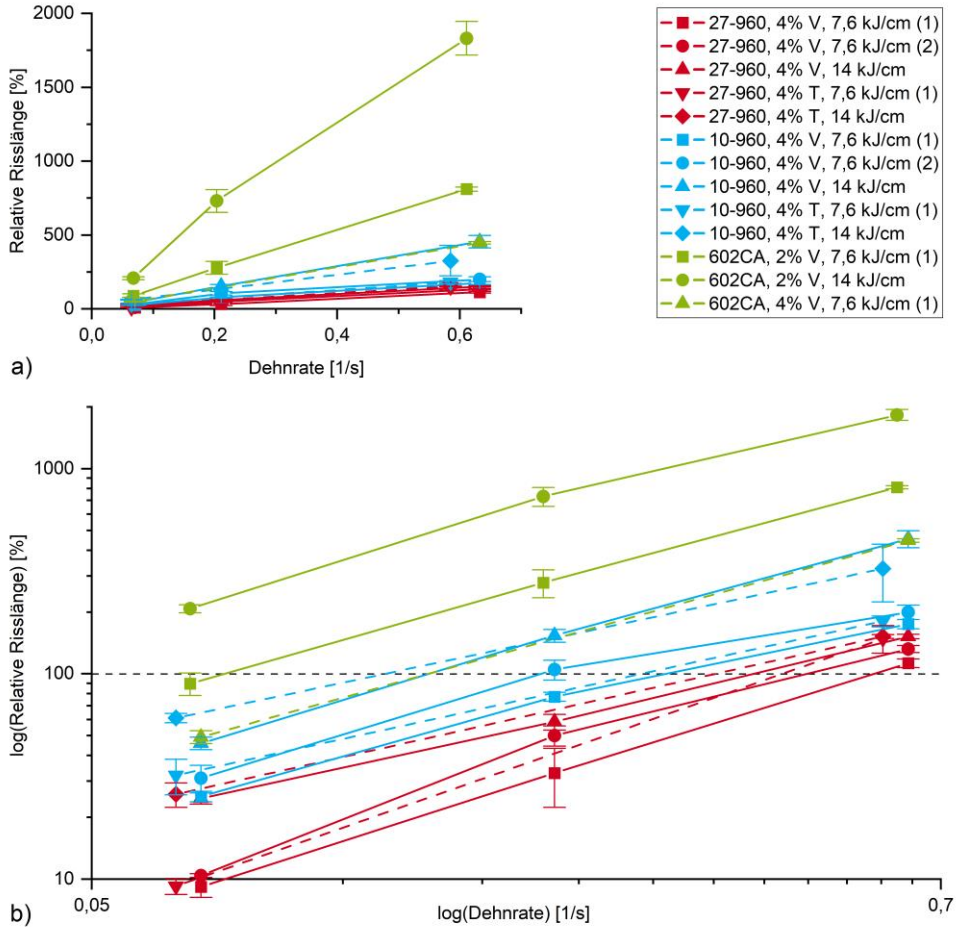 2000
1500
1000
500
0
Relative Risslänge [%]
0,0
0,2
0,4
0,6
Dehnrate [1/s]
a)
27-960, 4% V, 7,6 kJ/cm (1)
27-960, 4% V, 7,6 kJ/cm (2)
27-960, 4% V, 14 kJ/cm
27-960, 4% T, 7,6 kJ/cm (1)
27-960, 4% T, 14 kJ/cm
10-960, 4% V, 7,6 kJ/cm (1)
10-960, 4% V, 7,6 kJ/cm (2)
10-960, 4% V, 14 kJ/cm
10-960, 4% T, 7,6 kJ/cm (1)
10-960, 4% T, 14 kJ/cm
602CA, 2% V, 7,6 kJ/cm (1)
602CA, 2% V, 14 kJ/cm
602CA, 4% V, 7,6 kJ/cm (1)
1000
100
10
log(Relative Risslänge) [%]
0,05
0,7
log(Dehnrate) [1/s]
b)